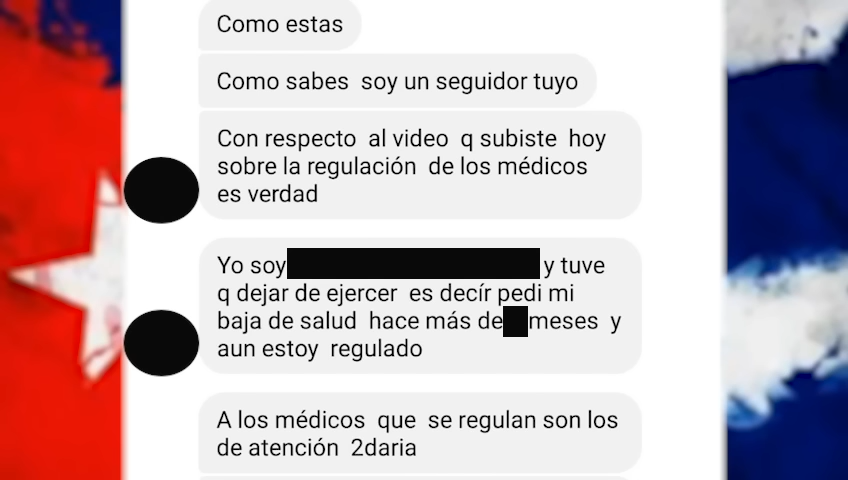 Como estas
Como sabes soy un seguidor tuyo
Con respecto al video q subiste hoy
sobre la regulación de los médicos
es verdad
Yo soy y tuve
q dejar de ejercer es decír pedi mi
baja de salud hace más de meses y
aun estoy regulado
A los médicos que se regulan son los
de atención 2daria